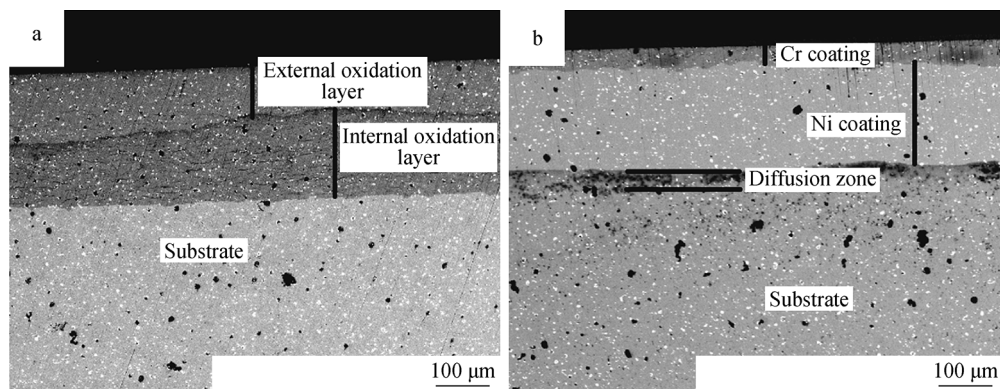 a
External oxidation
layer
Internal oxidation
layer
Substrate
100 μm
b
Cr coating
Ni coating
Diffusion zone
Substrate
100 μm